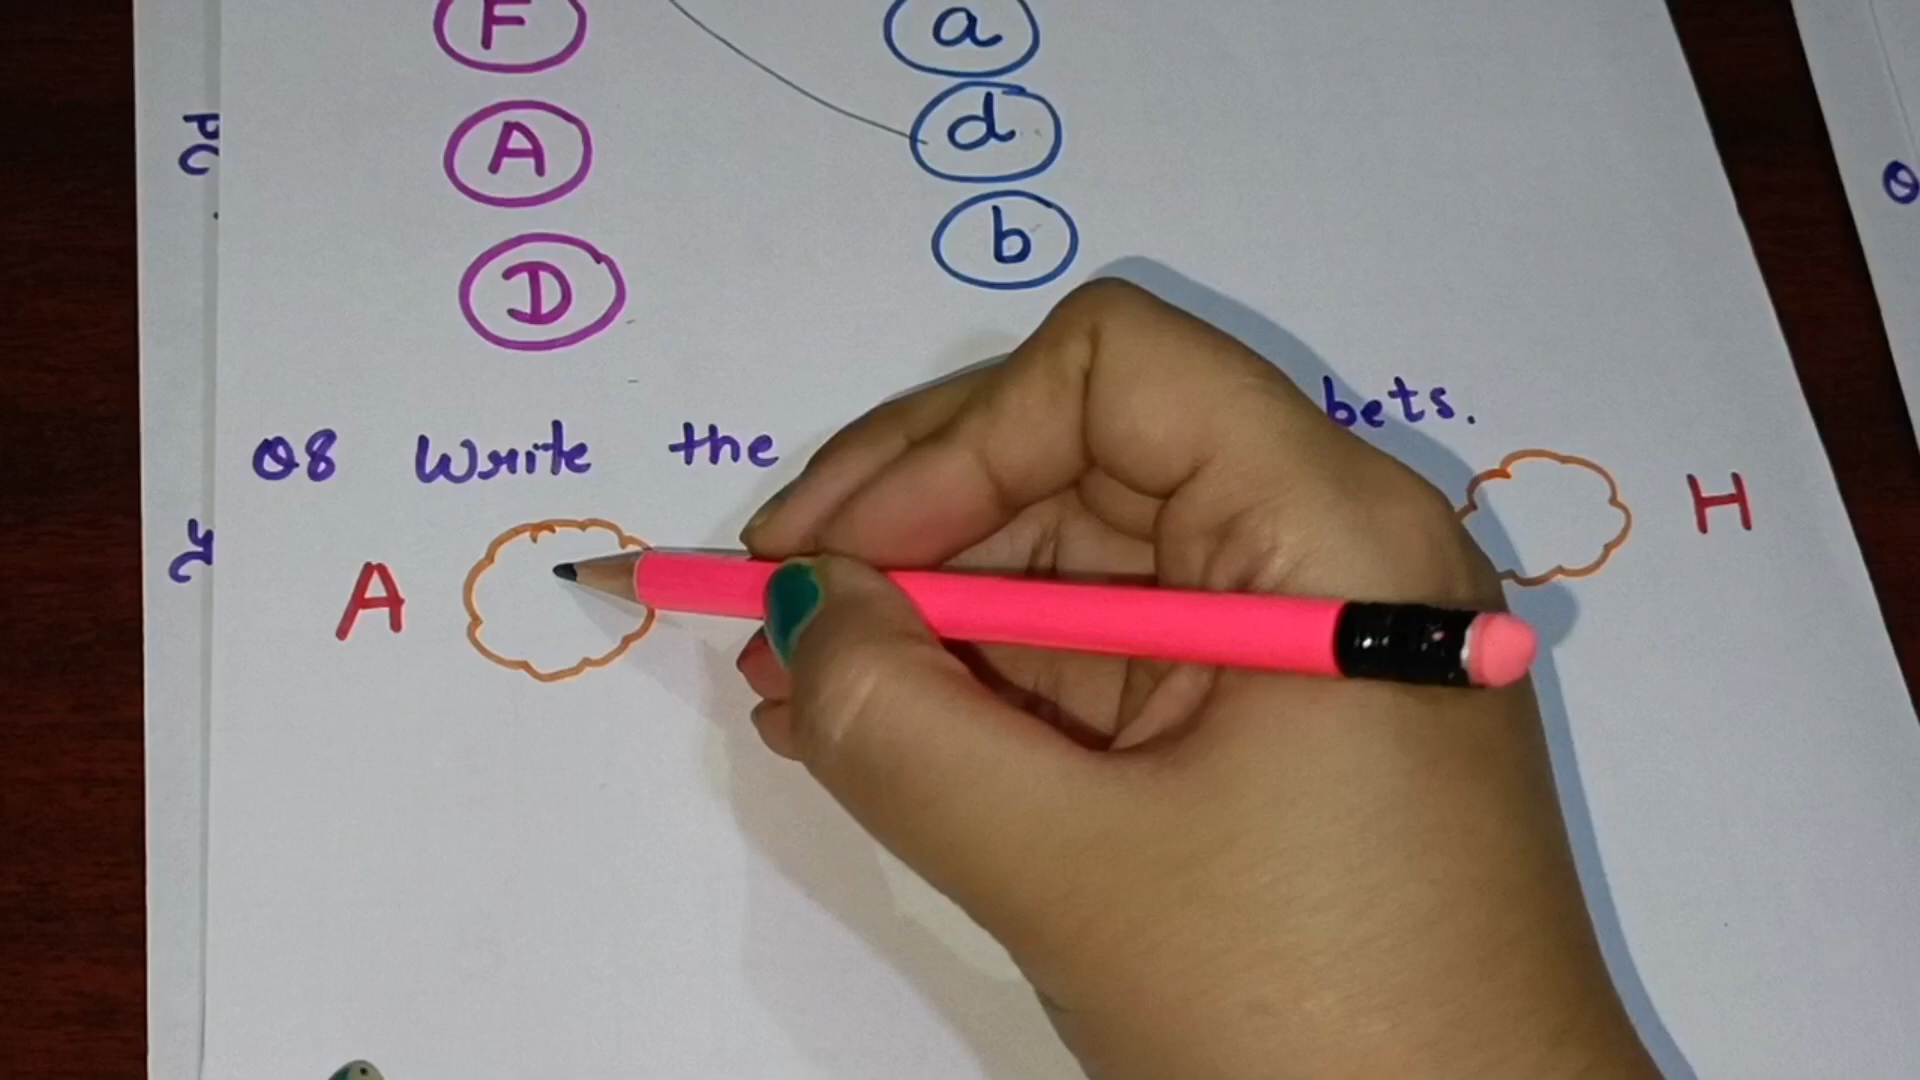 F a
A d
D b
Q8 Write the bets.
A H